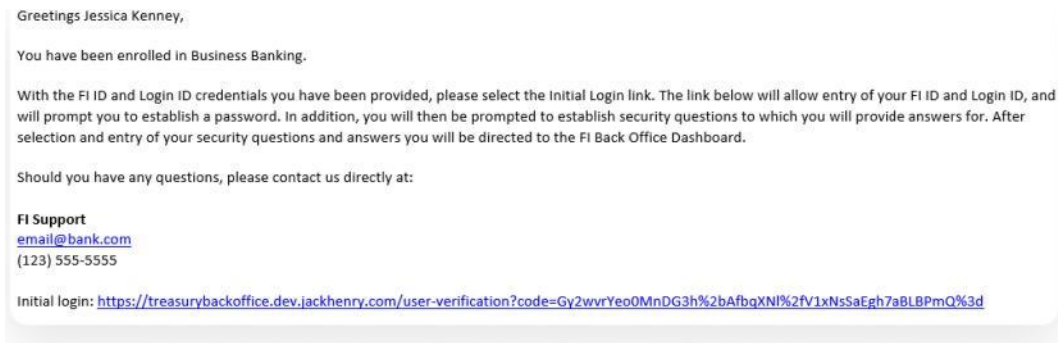 Greetings Jessica Kenney,
You have been enrolled in Business Banking.
With the FI ID and Login ID credentials you have been provided, please select the Initial Login link. The link below will allow entry of your FI ID and Login ID, and
will prompt you to establish a password. In addition, you will then be prompted to establish security questions to which you will provide answers for. After
selection and entry of your security questions and answers you will be directed to the FI Back Office Dashboard.
Should you have any questions, please contact us directly at:
FI Support
email@bank.com
(123) 555-5555
Initial login: https://treasurybackoffice.dev.jackhenry.com/user-verification?code=Gy2wvrYeo0MnDG3h%2bAfbqXNl%2fV1xNsSaEgh7aBLBPmQ%3d